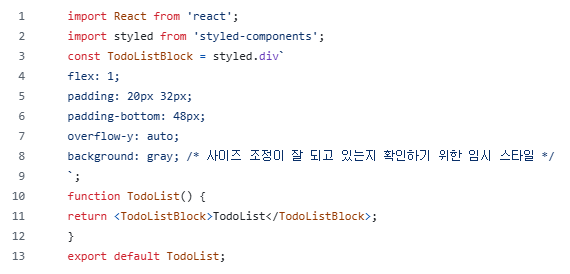 1 import React from 'react';
2 import styled from 'styled-components';
3 const TodoListBlock = styled.div`
4 flex: 1;
5 padding: 20px 32px;
6 padding-bottom: 48px;
7 overflow-y: auto;
8 background: gray; /* 사이즈 조정이 잘 되고 있는지 확인하기 위한 임시 스타일 */
9 `;
10 function TodoList() {
11 return <TodoListBlock>TodoList</TodoListBlock>;
12 }
13 export default TodoList;